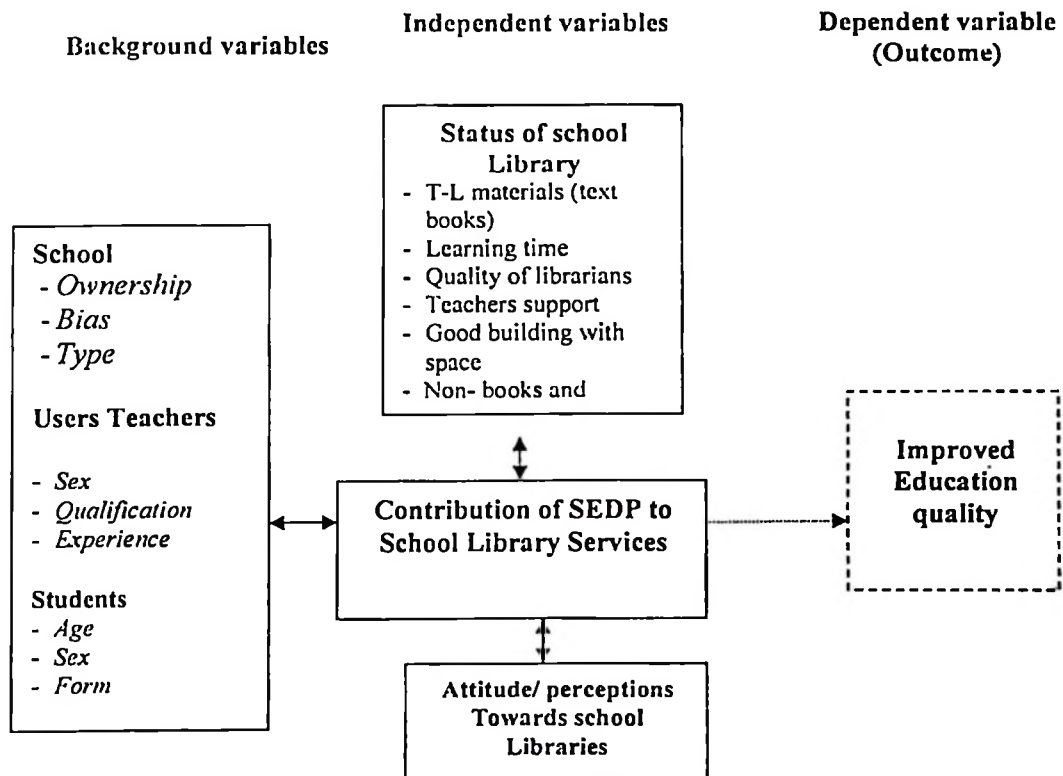 Background variables
Independent variables
Dependent variable
(Outcome)
School
- Ownership
- Bias
- Type
Users Teachers
- Sex
- Qualification
- Experience
Students
- Age
- Sex
- Form
Status of school
Library
- T-L materials (text
books)
- Learning time
- Quality of librarians
- Teachers support
- Good building with
space
- Non- books and
Contribution of SEDP to
School Library Services
Attitude/ perceptions
Towards school
Libraries
Improved
Education
quality